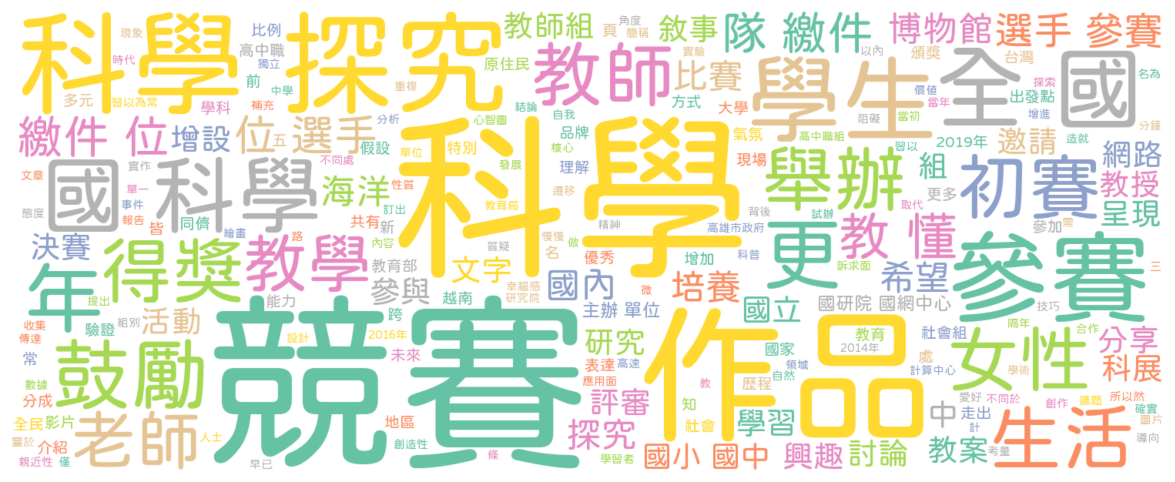 科學 探究
教師組
敘事
隊 繳件
博物館
選手 參賽
現象
比例
角度
頁
簡稱
高中職
獨立
時代
原住民
教師
實驗
比賽
以內
頒獎
台灣
探索
名為
學生
全國
前
中學
重複
多元
習以為常
學科
補充
結論
自我
方式
大學
價值
當年
出發點
增進
阻礙
當初
心智圖
品牌
氣氛
高中職組
習以
2019年
造就
分鐘
邀請
繳件 位
增設
位 選手
五
分析
假設
單位
特別
核心
發展
理解
現場
舉辦
組
初賽
網路
教授
呈現
國科學
實作
不同處
文章
單一
事件
報告
皆
態度
同儕
繪畫
海洋
性質
共有
新
訂出
教育局
遷移
科學
更多
取代
試辦
背後
精神
高雄市政府
科普
教 懂
參加
需
決賽
得獎
教學
路
內容
教育部
質疑
慢慢
做
名
優秀
增加
更
訴求面
希望
參賽
三
年
提出
能力
參與
文字
越南
幸福感
研究院
國內
微
培養
主辦 單位
國立
國研院 國網中心
技巧
收集
傳達
驗證
組別
活動
設計
2016年
跨
未來
研究
作品
教育
2014年
社會組
隔年
合作
分享
常
鼓勵
競賽
表達
高速
應用面
國家
領域
自然
處
計算中心
女性
學術
科展
數據
分成
教
歷程
評審
知
愛好
不同於
創作
議題
所以然
確實
圖片
全民
影片
鑒於
介紹
親近性
僅
老師
人士
早已
地區
創造性
條
學習者
探究
社會
學習
中
走出
計
生活
導向
國小 國中
興趣
討論
教案
考量